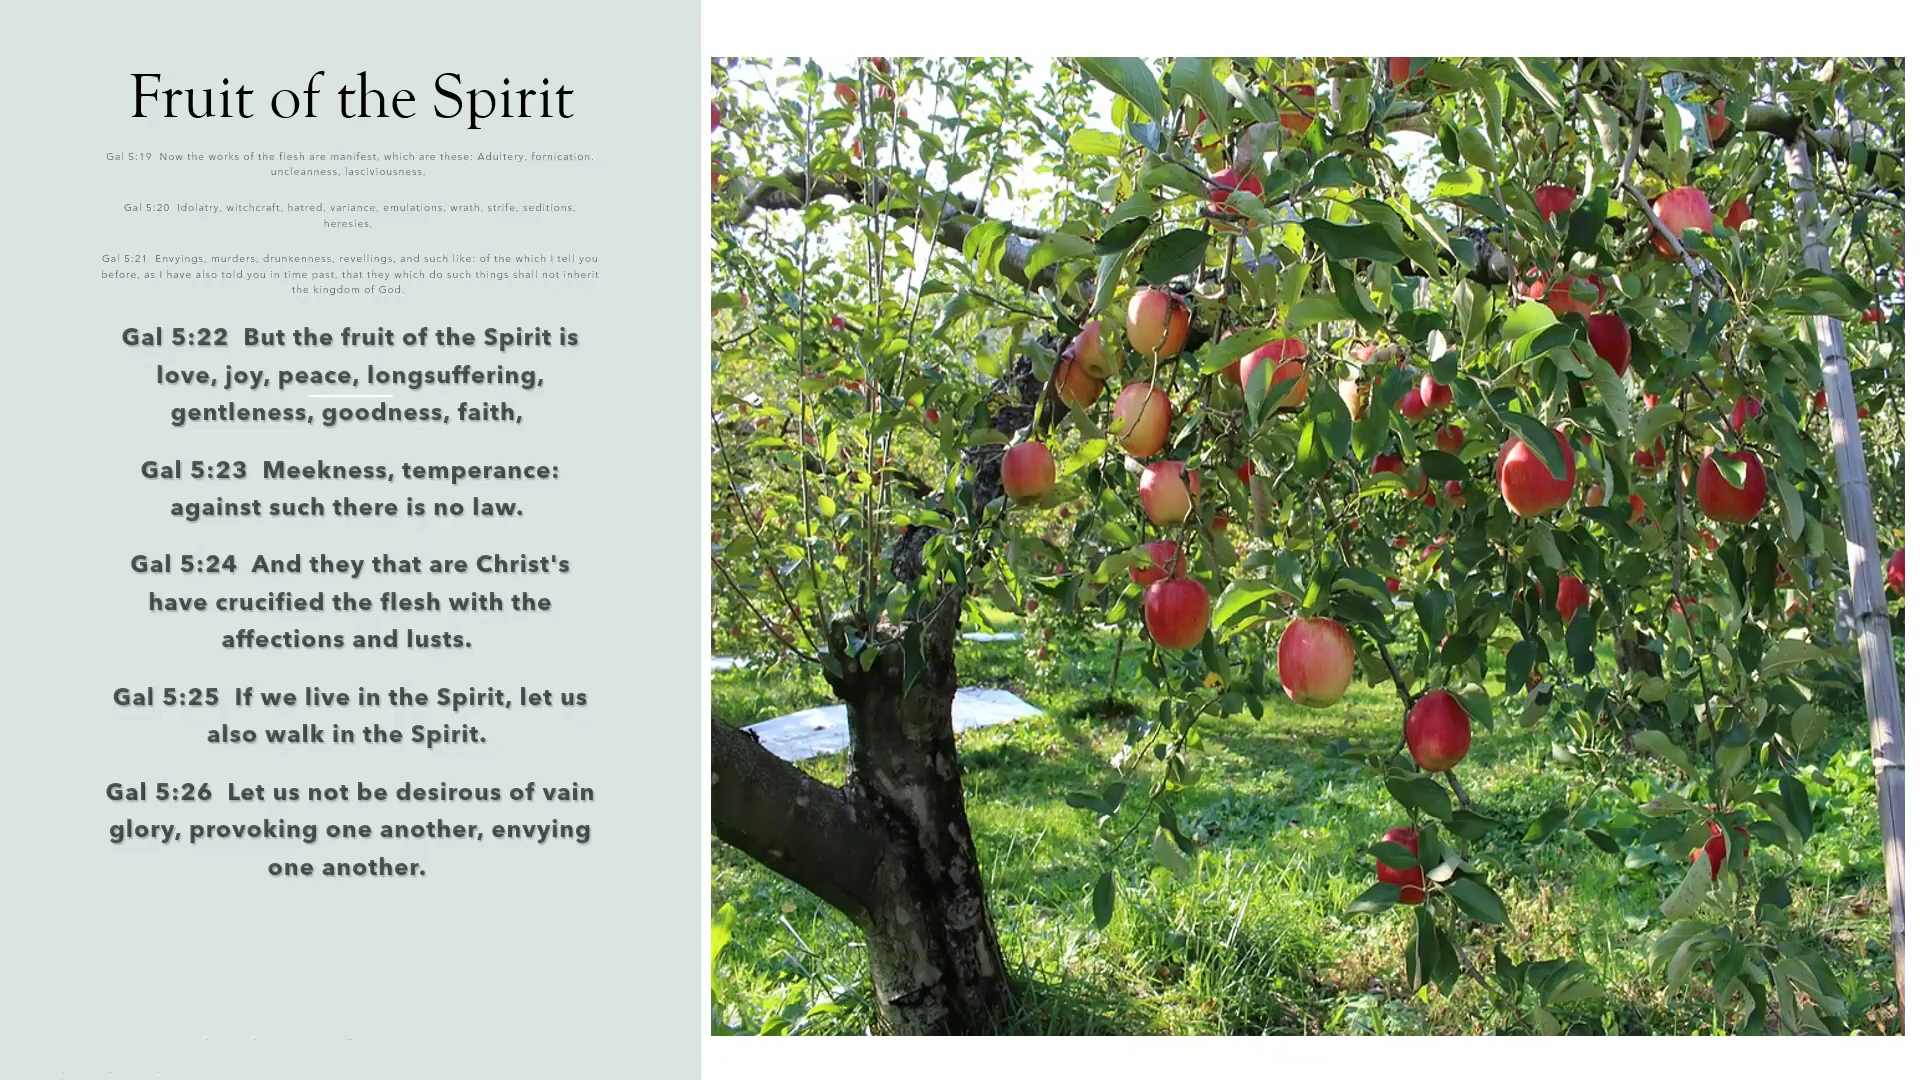 Fruit of the Spirit
Gal 5:19  Now the works of the flesh are manifest, which are these; Adultery, fornication,
uncleanness, lasciviousness,
Gal 5:20  Idolatry, witchcraft, hatred, variance, emulations, wrath, strife, seditions,
heresies,
Gal 5:21  Envyings, murders, drunkenness, revellings, and such like: of the which I tell you
before, as I have also told you in time past, that they which do such things shall not inherit
the kingdom of God.
Gal 5:22  But the fruit of the Spirit is
love, joy, peace, longsuffering,
gentleness, goodness, faith,
Gal 5:23  Meekness, temperance:
against such there is no law.
Gal 5:24  And they that are Christ's
have crucified the flesh with the
affections and lusts.
Gal 5:25  If we live in the Spirit, let us
also walk in the Spirit.
Gal 5:26  Let us not be desirous of vain
glory, provoking one another, envying
one another.